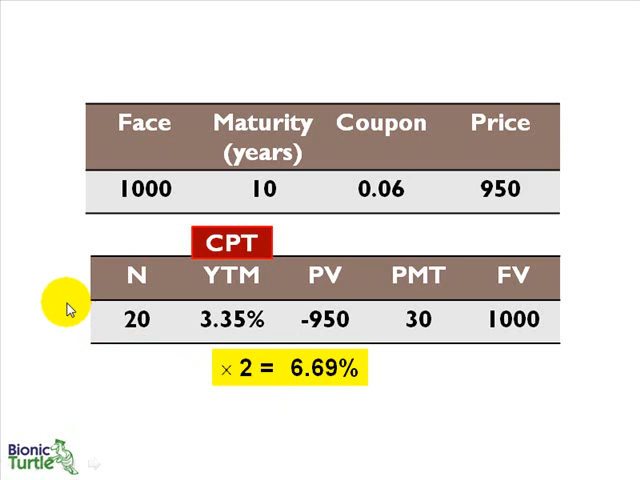 Face Maturity (years) Coupon Price
1000 10 0.06 950
CPT
N YTM PV PMT FV
20 3.35% -950 30 1000
× 2 = 6.69%
Bionic
Turtle